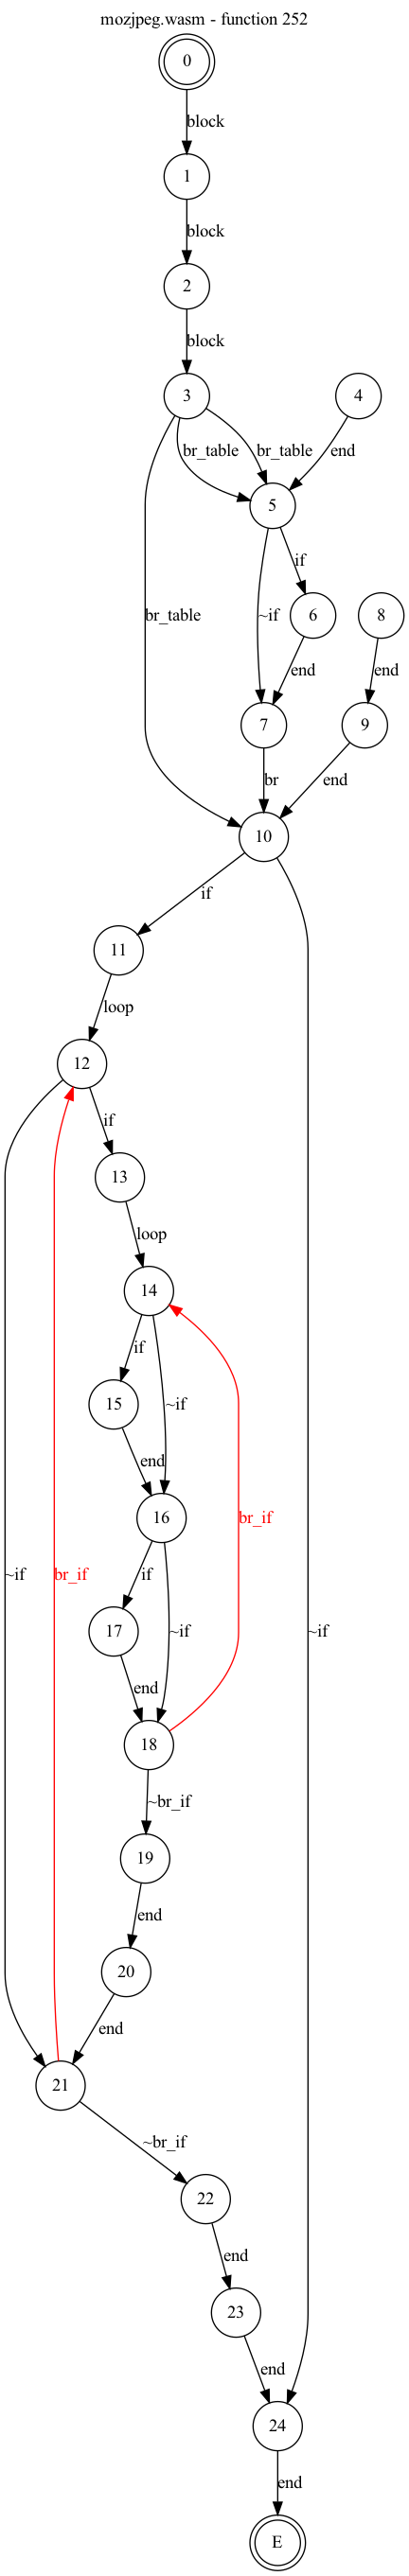 mozjpeg.wasm - function 252
0
block
1
block
2
block
3
4
br_table
br_table
end
5
if
br_table
~if
6
8
end
end
7
9
br
end
10
if
11
loop
12
if
13
loop
14
if
15
~if
end
16
~if
br_if
if
br_if
~if
~if
17
end
18
~br_if
19
end
20
end
21
~br_if
22
end
23
end
24
end
E